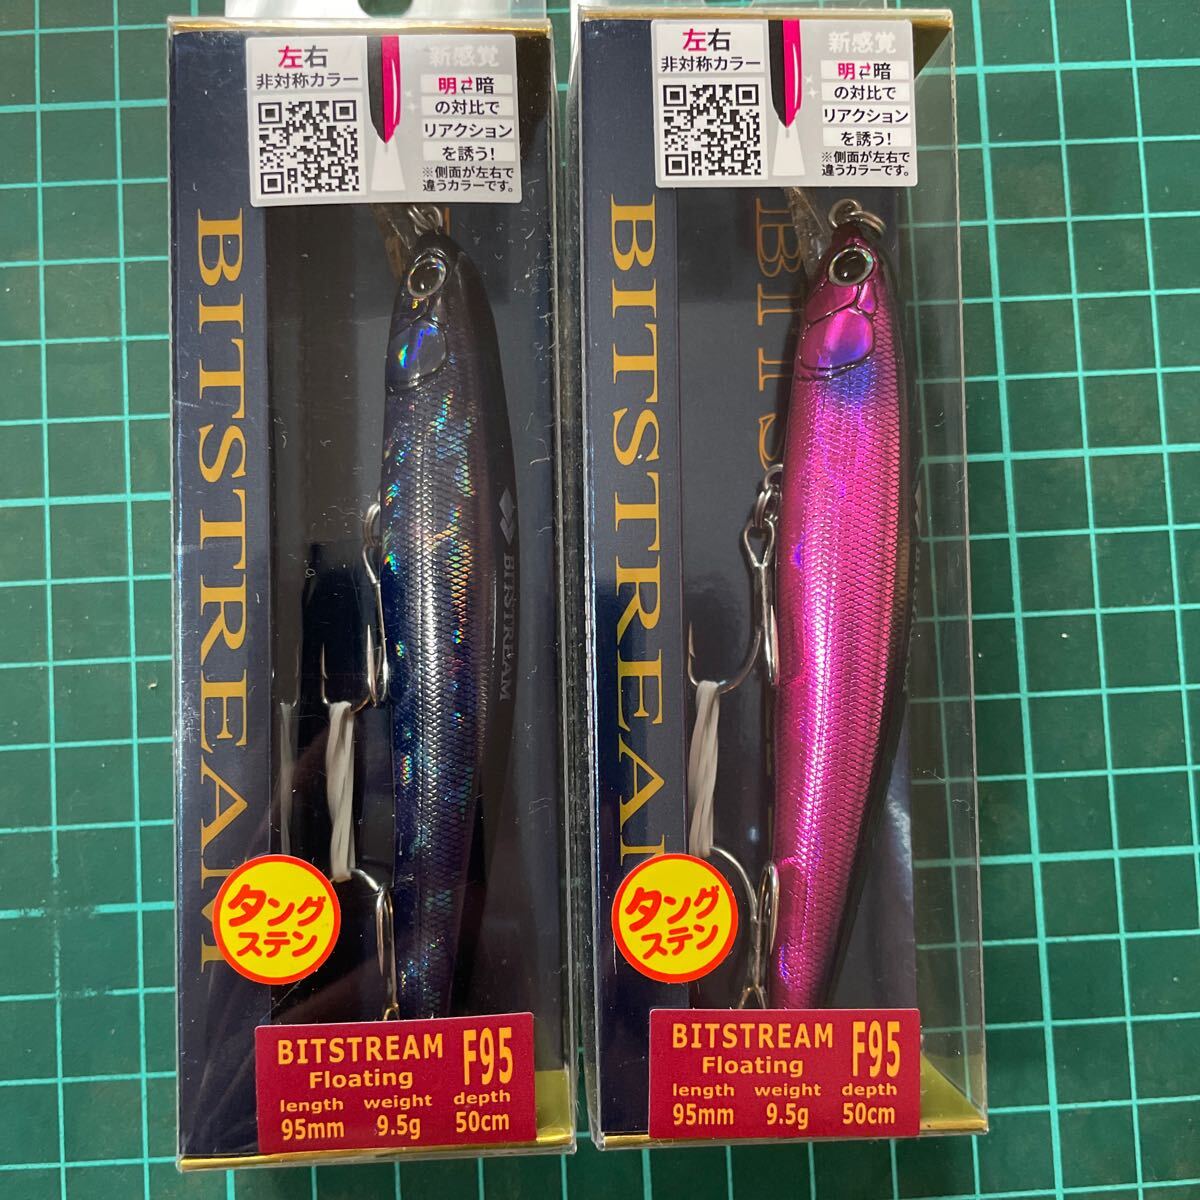 左右
非対称カラー
新感覚
明⇄暗
の対比で
リアクション
を誘う!
※側面が左右で
違うカラーです。
BITSTREAM
BITSTREAM
タングステン
BITSTREAM
Floating
F95
length
weight
depth
95mm
9.5g
50cm
左右
非対称カラー
新感覚
明⇄暗
の対比で
リアクション
を誘う!
※側面が左右で
違うカラーです。
BITSTREAM
BITS
タングステン
BITSTREAM
Floating
F95
length
weight
depth
95mm
9.5g
50cm